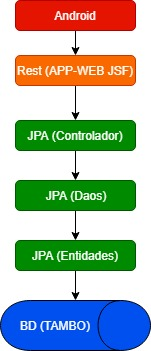 Android
Rest (APP-WEB JSF)
JPA (Controlador)
JPA (Daos)
JPA (Entidades)
BD (TAMBO)